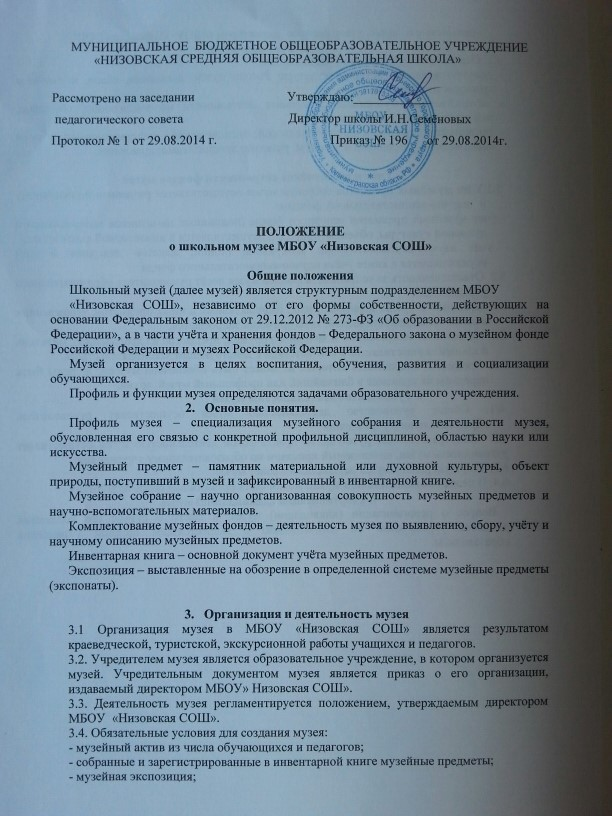 МУНИЦИПАЛЬНОЕ БЮДЖЕТНОЕ ОБЩЕОБРАЗОВАТЕЛЬНОЕ УЧРЕЖДЕНИЕ
«НИЗОВСКАЯ СРЕДНЯЯ ОБЩЕОБРАЗОВАТЕЛЬНАЯ ШКОЛА»
Рассмотрено на заседании Утверждаю:
педагогического совета Директор школы И.Н.Семёновых
Протокол № 1 от 29.08.2014 г. Приказ № 196 от 29.08.2014г.
МБОУ
НИЗОВСКАЯ
СОШ
ПОЛОЖЕНИЕ
о школьном музее МБОУ «Низовская СОШ»
Общие положения
Школьный музей (далее музей) является структурным подразделением МБОУ
«Низовская СОШ», независимо от его формы собственности, действующих на
основании Федеральным законом от 29.12.2012 № 273-ФЗ «Об образовании в Российской
Федерации», а в части учёта и хранения фондов – Федерального закона о музейном фонде
Российской Федерации и музеях Российской Федерации.
Музей организуется в целях воспитания, обучения, развития и социализации
обучающихся.
Профиль и функции музея определяются задачами образовательного учреждения.
2. Основные понятия.
Профиль музея – специализация музейного собрания и деятельности музея,
обусловленная его связью с конкретной профильной дисциплиной, областью науки или
искусства.
Музейный предмет – памятник материальной или духовной культуры, объект
природы, поступивший в музей и зафиксированный в инвентарной книге.
Музейное собрание – научно организованная совокупность музейных предметов и
научно-вспомогательных материалов.
Комплектование музейных фондов – деятельность музея по выявлению, сбору, учёту и
научному описанию музейных предметов.
Инвентарная книга – основной документ учёта музейных предметов.
Экспозиция – выставленные на обозрение в определенной системе музейные предметы
(экспонаты).
3. Организация и деятельность музея
3.1 Организация музея в МБОУ «Низовская СОШ» является результатом
краеведческой, туристской, экскурсионной работы учащихся и педагогов.
3.2. Учредителем музея является образовательное учреждение, в котором организуется
музей. Учредительным документом музея является приказ о его организации,
издаваемый директором МБОУ» Низовская СОШ».
3.3. Деятельность музея регламентируется положением, утверждаемым директором
МБОУ «Низовская СОШ».
3.4. Обязательные условия для создания музея:
- музейный актив из числа обучающихся и педагогов;
- собранные и зарегистрированные в инвентарной книге музейные предметы;
- музейная экспозиция;